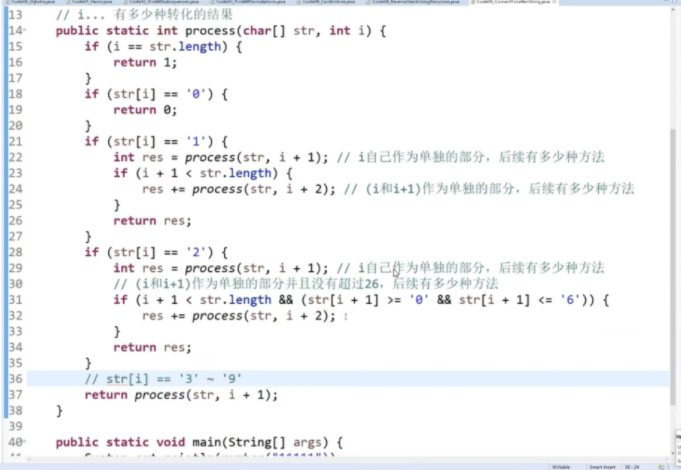 13 // i... 有多少种转化的结果
14 public static int process(char[] str, int i) {
15 if (i == str.length) {
16 return 1;
17 }
18 if (str[i] == '0') {
19 return 0;
20 }
21 if (str[i] == '1') {
22 int res = process(str, i + 1); // i自己作为单独的部分，后续有多少种方法
23 if (i + 1 < str.length) {
24 res += process(str, i + 2); // (i和i+1)作为单独的部分，后续有多少种方法
25 }
26 return res;
27 }
28 if (str[i] == '2') {
29 int res = process(str, i + 1); // i自己作为单独的部分，后续有多少种方法
30 // (i和i+1)作为单独的部分并且没有超过26，后续有多少种方法
31 if (i + 1 < str.length && (str[i + 1] >= '0' && str[i + 1] <= '6')) {
32 res += process(str, i + 2);
33 }
34 return res;
35 }
36 // str[i] == '3' ~ '9'
37 return process(str, i + 1);
38 }
39
40 public static void main(String[] args) {
Writable Smart Insert